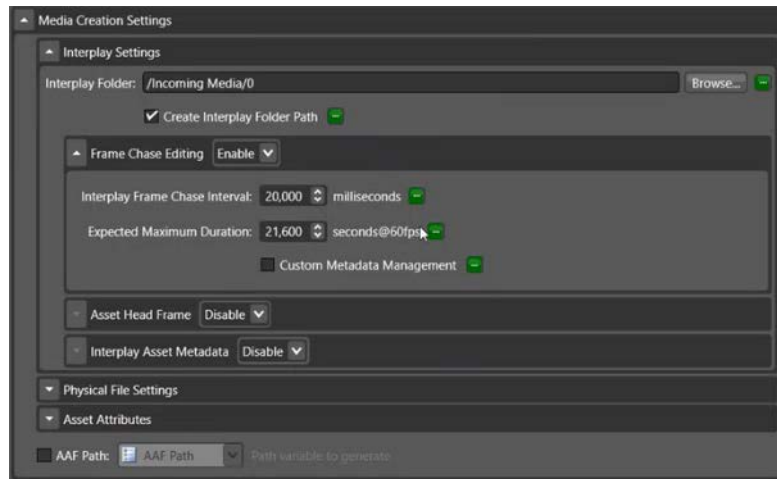 Media Creation Settings
Interplay Settings
Interplay Folder: /Incoming Media/0 Browse...
Create Interplay Folder Path
Frame Chase Editing Enable
Interplay Frame Chase Interval: 20,000 milliseconds
Expected Maximum Duration: 21,600 seconds@60fps
Custom Metadata Management
Asset Head Frame Disable
Interplay Asset Metadata Disable
Physical File Settings
Asset Attributes
AAF Path: AAF Path Path variable to generate